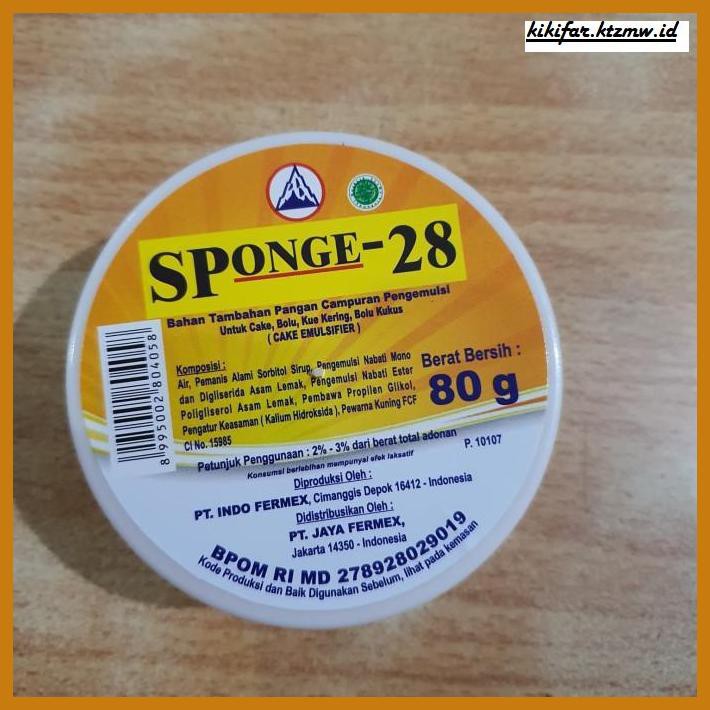 kikifar.ktzmw.id
SPONGE-28
Bahan Tambahan Pangan Campuran Pengemulsi
Untuk Cake, Bolu, Kue Kering, Bolu Kukus
( CAKE EMULSIFIER )
Komposisi :
Air, Pemanis Alami Sorbitol Sirup, Pengemulsi Nabati Mono
dan Digliserida Asam Lemak, Pengemulsi Nabati Ester
Poligliserol Asam Lemak, Pembawa Propilen Glikol,
Pengatur Keasaman ( Kalium Hidroksida ), Pewarna Kuning FCF
CI No. 15985
Berat Bersih :
80 g
8 995002 804058
Petunjuk Penggunaan : 2% - 3% dari berat total adonan
P. 10107
Konsumsi berlebihan mempunyai efek laksatif
Diproduksi Oleh :
PT. INDO FERMEX, Cimanggis Depok 16412 - Indonesia
Didistribusikan Oleh :
PT. JAYA FERMEX,
Jakarta 14350 - Indonesia
BPOM RI MD 278928029019
Kode Produksi dan Baik Digunakan Sebelum, lihat pada kemasan